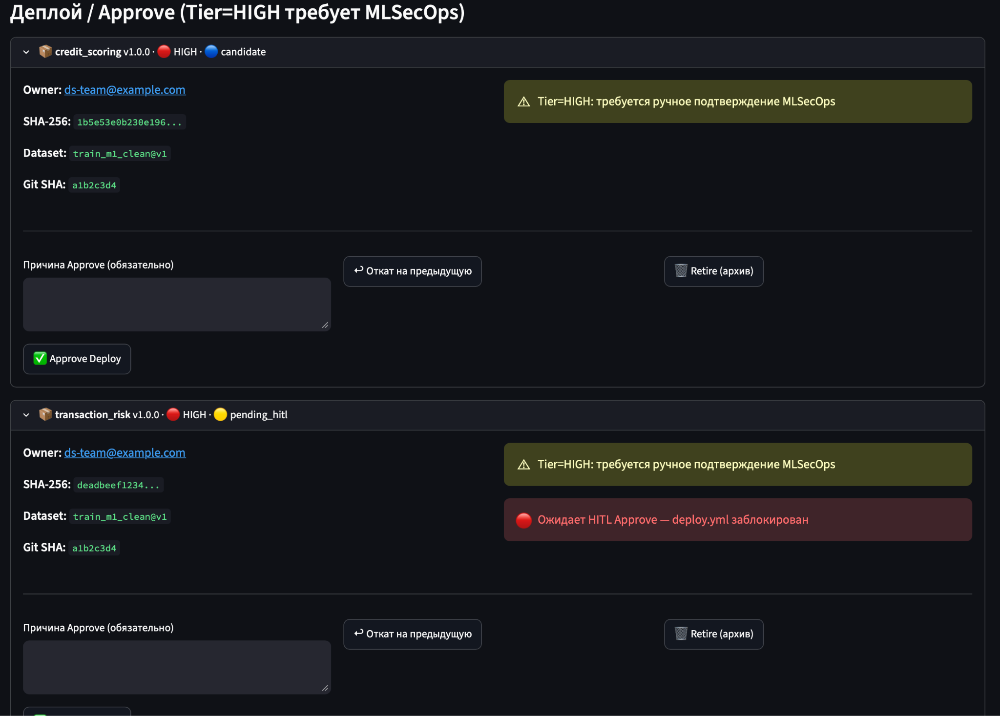 Деплой / Approve (Tier=HIGH требует MLSecOps)
📦 credit_scoring v1.0.0 · 🔴 HIGH · 🔵 candidate
Owner: ds-team@example.com
⚠ Tier=HIGH: требуется ручное подтверждение MLSecOps
SHA-256: 1b5e53e0b230e196...
Dataset: train_m1_clean@v1
Git SHA: a1b2c3d4
Причина Approve (обязательно)
↩ Откат на предыдущую
🗑️ Retire (архив)
✅ Approve Deploy
📦 transaction_risk v1.0.0 · 🔴 HIGH · 🟡 pending_hitl
Owner: ds-team@example.com
⚠ Tier=HIGH: требуется ручное подтверждение MLSecOps
SHA-256: deadbeef1234...
Dataset: train_m1_clean@v1
🔴 Ожидает HITL Approve — deploy.yml заблокирован
Git SHA: a1b2c3d4
Причина Approve (обязательно)
↩ Откат на предыдущую
🗑️ Retire (архив)